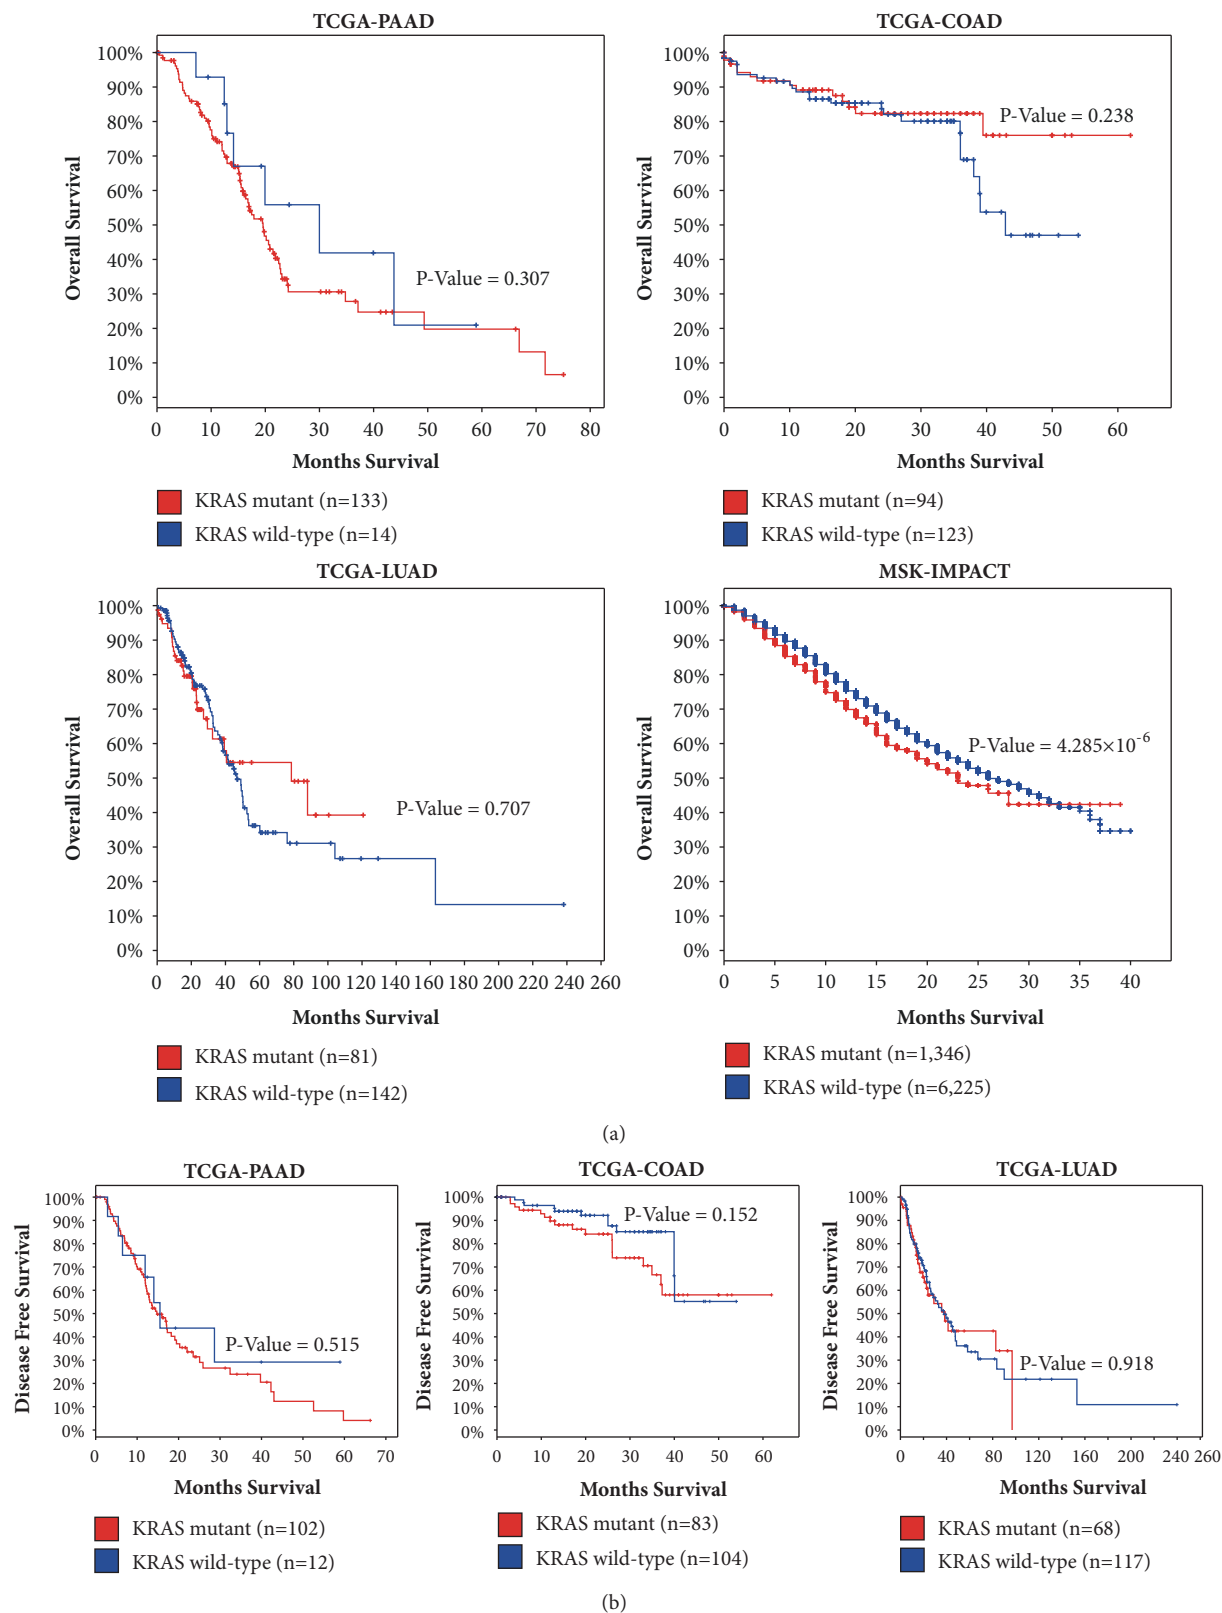 TCGA-PAAD
100%
90%
80%
70%
60%
50%
40%
30%
20%
10%
0%
Overall Survival
P-Value = 0.307
0 10 20 30 40 50 60 70 80
Months Survival
KRAS mutant (n=133)
KRAS wild-type (n=14)
TCGA-COAD
100%
90%
80%
70%
60%
50%
40%
30%
20%
10%
0%
Overall Survival
P-Value = 0.238
0 10 20 30 40 50 60
Months Survival
KRAS mutant (n=94)
KRAS wild-type (n=123)
TCGA-LUAD
100%
90%
80%
70%
60%
50%
40%
30%
20%
10%
0%
Overall Survival
P-Value = 0.707
0 20 40 60 80 100 120 140 160 180 200 220 240 260
Months Survival
KRAS mutant (n=81)
KRAS wild-type (n=142)
MSK-IMPACT
100%
90%
80%
70%
60%
50%
40%
30%
20%
10%
0%
Overall Survival
P-Value = 4.285×10⁻⁶
0 5 10 15 20 25 30 35 40
Months Survival
KRAS mutant (n=1,346)
KRAS wild-type (n=6,225)
(a)
TCGA-PAAD
100%
90%
80%
70%
60%
50%
40%
30%
20%
10%
0%
Disease Free Survival
P-Value = 0.515
0 10 20 30 40 50 60 70
Months Survival
KRAS mutant (n=102)
KRAS wild-type (n=12)
TCGA-COAD
100%
90%
80%
70%
60%
50%
40%
30%
20%
10%
0%
Disease Free Survival
P-Value = 0.152
0 10 20 30 40 50 60
Months Survival
KRAS mutant (n=83)
KRAS wild-type (n=104)
TCGA-LUAD
100%
90%
80%
70%
60%
50%
40%
30%
20%
10%
0%
Disease Free Survival
P-Value = 0.918
0 40 80 120 160 200 240 260
Months Survival
KRAS mutant (n=68)
KRAS wild-type (n=117)
(b)